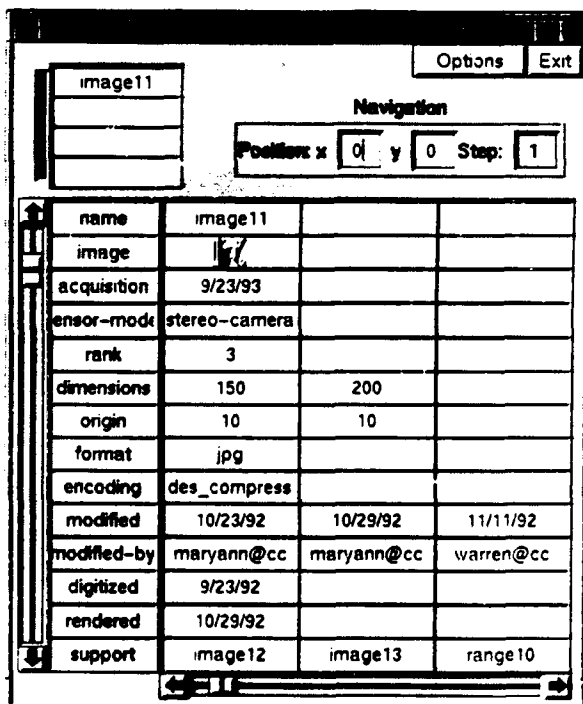 Options Exit
image11
Navigation
Position: x 0 y 0 Step: 1
name image11
image
acquisition 9/23/93
ensor-mode stereo-camera
rank 3
dimensions 150 200
origin 10 10
format jpg
encoding des_compress
modified 10/23/92 10/29/92 11/11/92
modified-by maryann@cc maryann@cc warren@cc
digitized 9/23/92
rendered 10/29/92
support image12 image13 range10